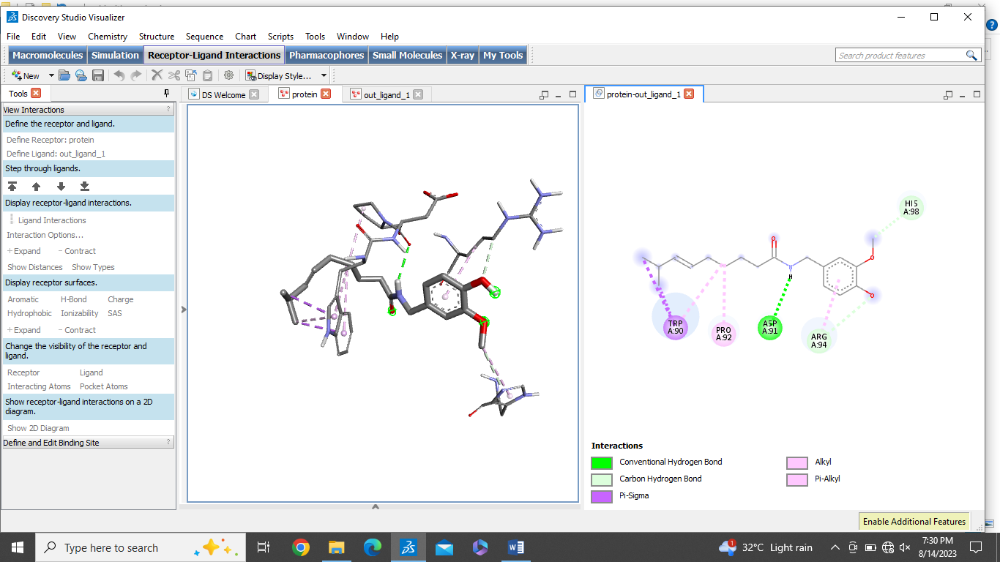 Discovery Studio Visualizer
File Edit View Chemistry Structure Sequence Chart Scripts Tools Window Help
Macromolecules Simulation Receptor-Ligand Interactions Pharmacophores Small Molecules X-ray My Tools
Search product features
New Display Style...
Tools
DS Welcome protein out_ligand_1
protein-out_ligand_1
View Interactions ?
Define the receptor and ligand.
Define Receptor: protein
Define Ligand: out_ligand_1
Step through ligands.
Display receptor-ligand interactions.
Ligand Interactions
Interaction Options...
+ Expand - Contract
Show Distances Show Types
Display receptor surfaces.
Aromatic H-Bond Charge
Hydrophobic Ionizability SAS
+ Expand - Contract
Change the visibility of the receptor and
ligand.
Receptor Ligand
Interacting Atoms Pocket Atoms
Show receptor-ligand interactions on a 2D
diagram.
Show 2D Diagram
Define and Edit Binding Site ?
HIS
A:98
O
N
H
O
O
TRP
A:90
PRO
A:92
ASP
A:91
ARG
A:94
Interactions
Conventional Hydrogen Bond
Carbon Hydrogen Bond
Pi-Sigma
Alkyl
Pi-Alkyl
Enable Additional Features
Type here to search
1
32°C Light rain
7:30 PM
8/14/2023